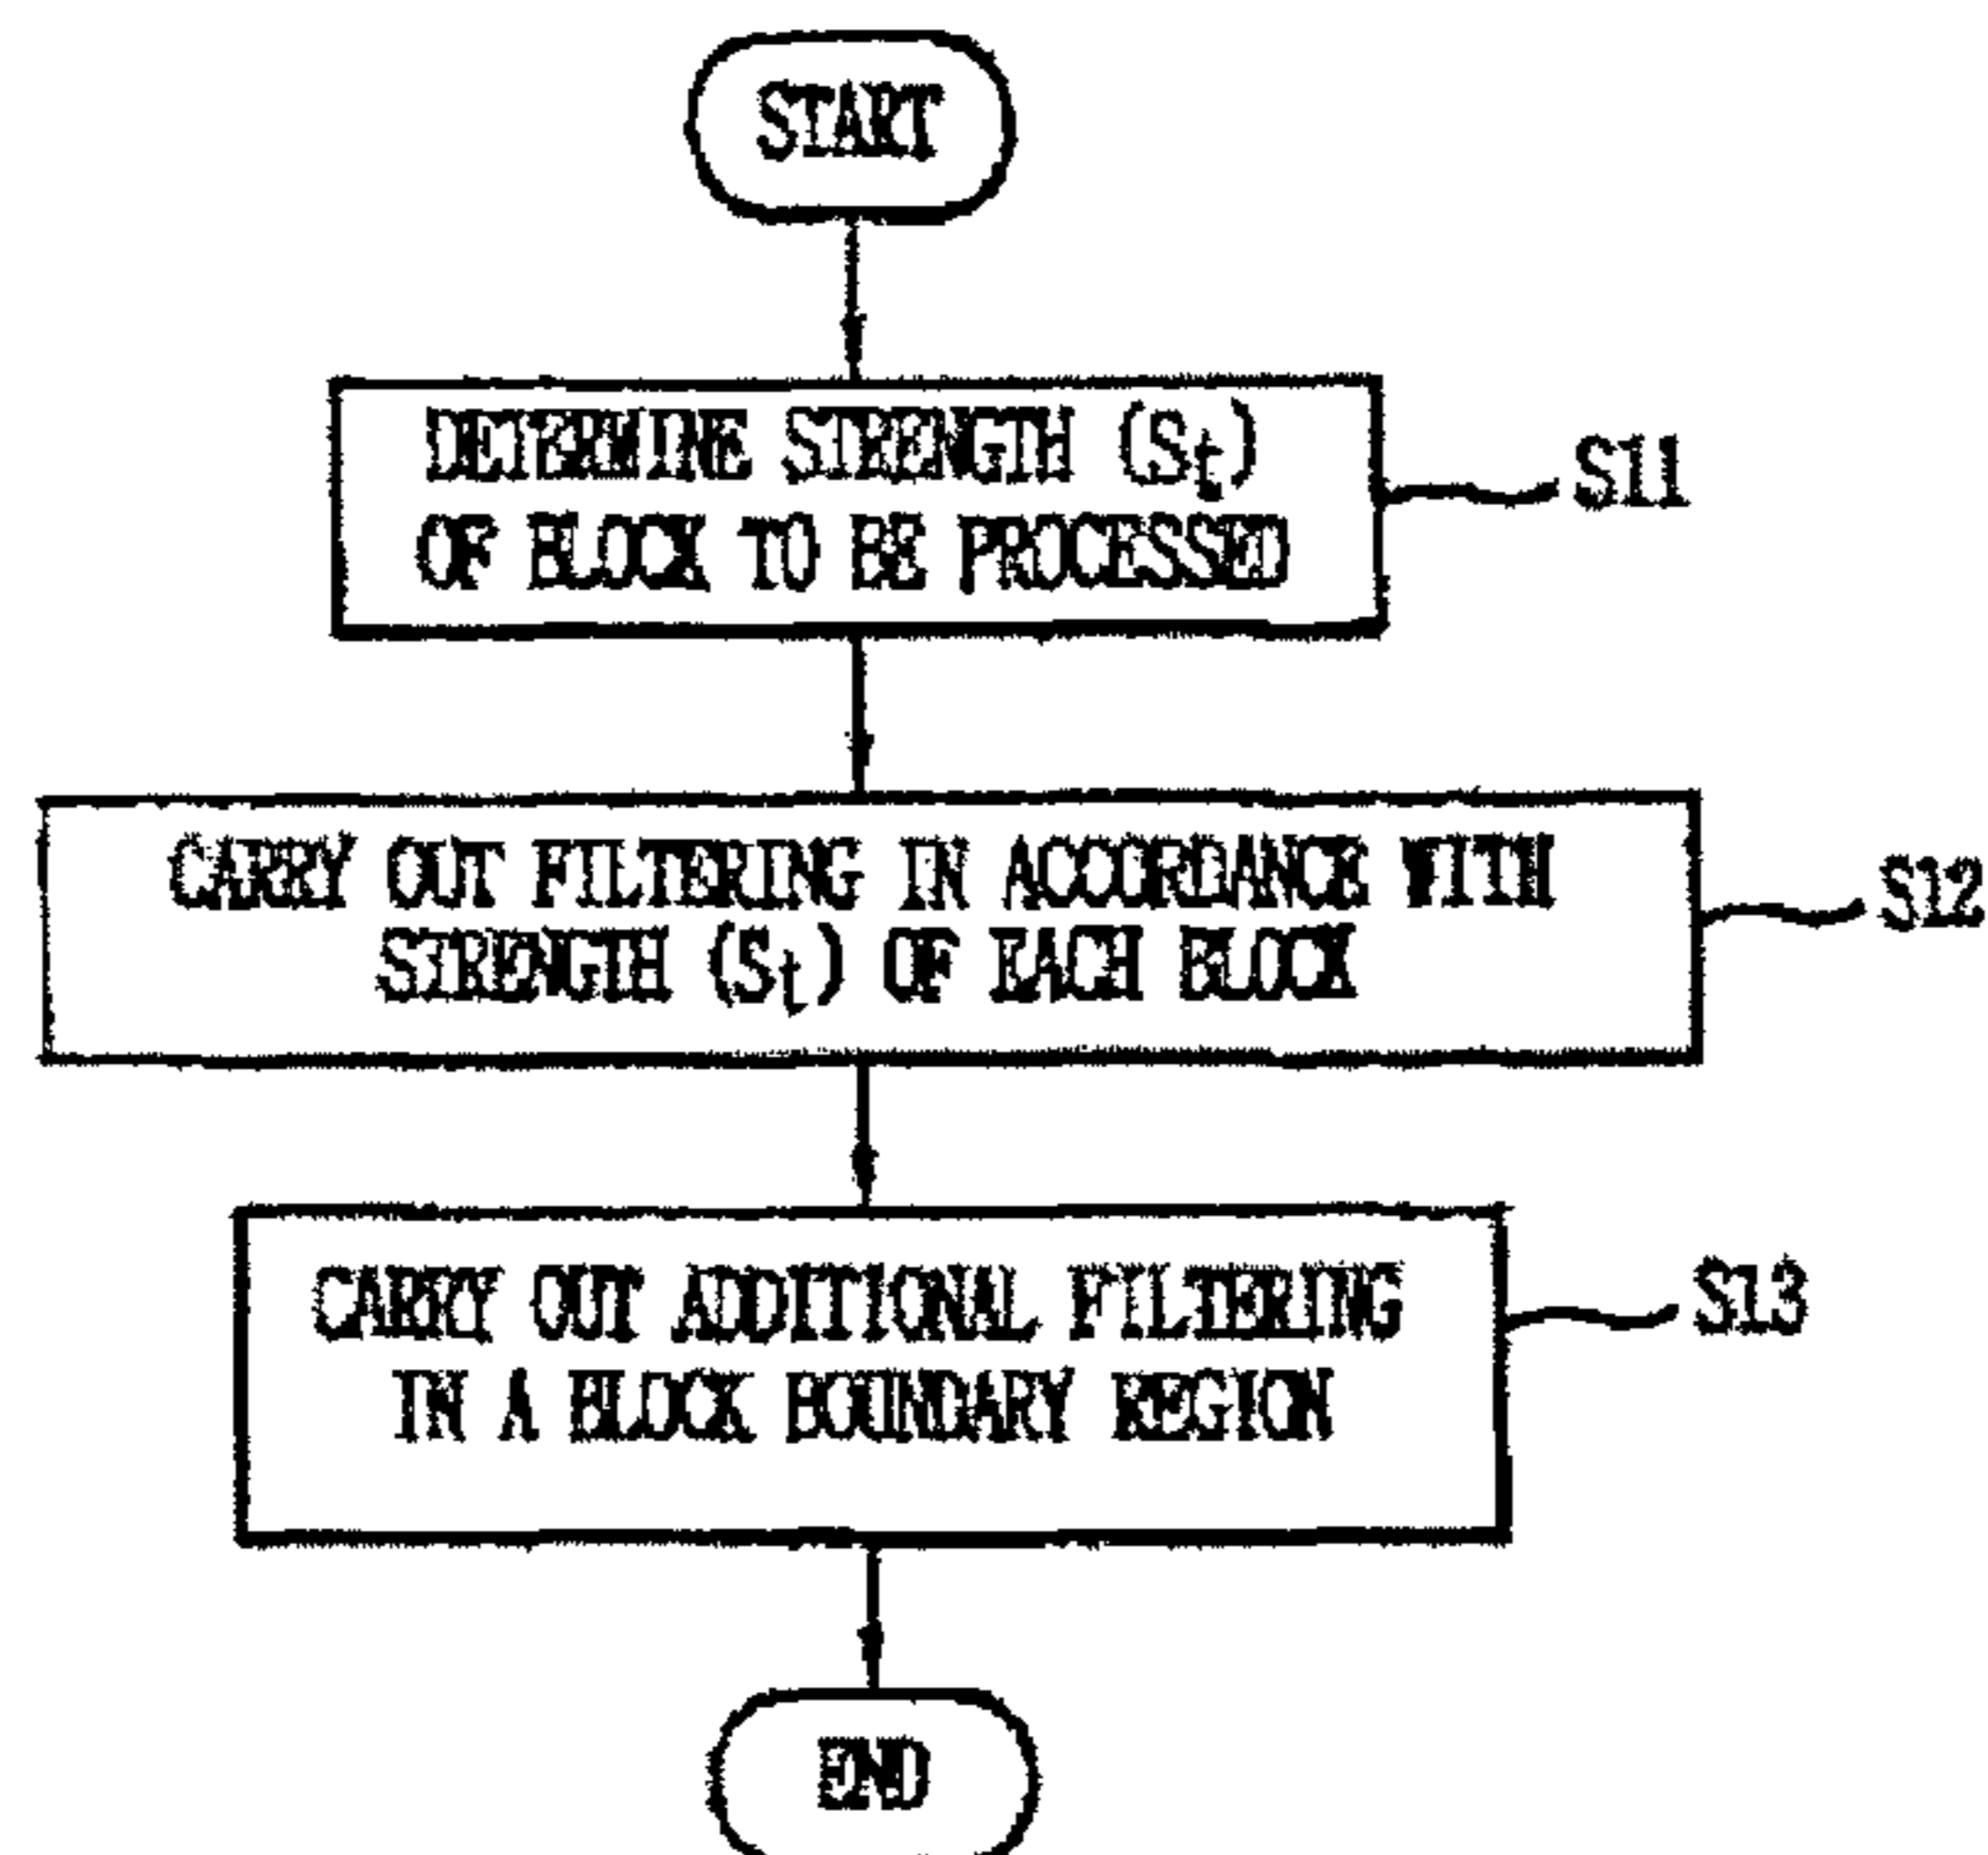 START
DETERMINE STRENGTH (St)
OF BLOCK TO BE PROCESSED
S11
CARRY OUT FILTERING IN ACCORDANCE WITH
STRENGTH (St) OF EACH BLOCK
S12
CARRY OUT ADDITIONAL FILTERING
IN A BLOCK BOUNDARY REGION
S13
END